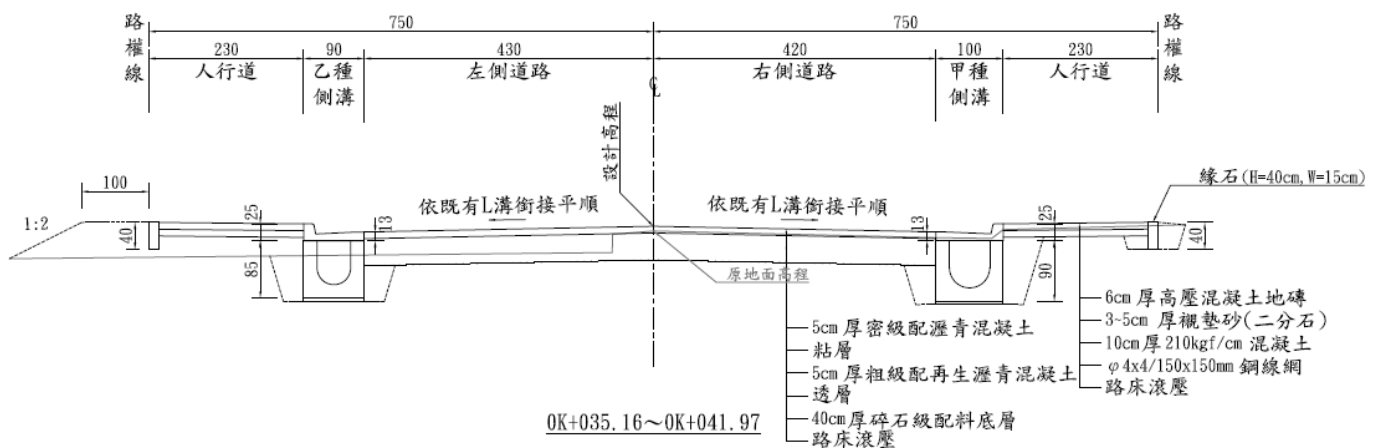 路權線
750
750
路權線
230
90
430
420
100
230
人行道
乙種側溝
左側道路
右側道路
甲種側溝
人行道
℄
設計高程
100
緣石(H=40cm,W=15cm)
1:2
40
25
85
13
依既有L溝銜接平順
依既有L溝銜接平順
13
25
90
40
原地面高程
5cm 厚密級配瀝青混凝土
粘層
5cm 厚粗級配再生瀝青混凝土
透層
40cm厚碎石級配料底層
路床滾壓
6cm 厚高壓混凝土地磚
3~5cm 厚襯墊砂(二分石)
10cm厚 210kgf/cm 混凝土
φ4x4/150x150mm 鋼線網
路床滾壓
0K+035.16~0K+041.97